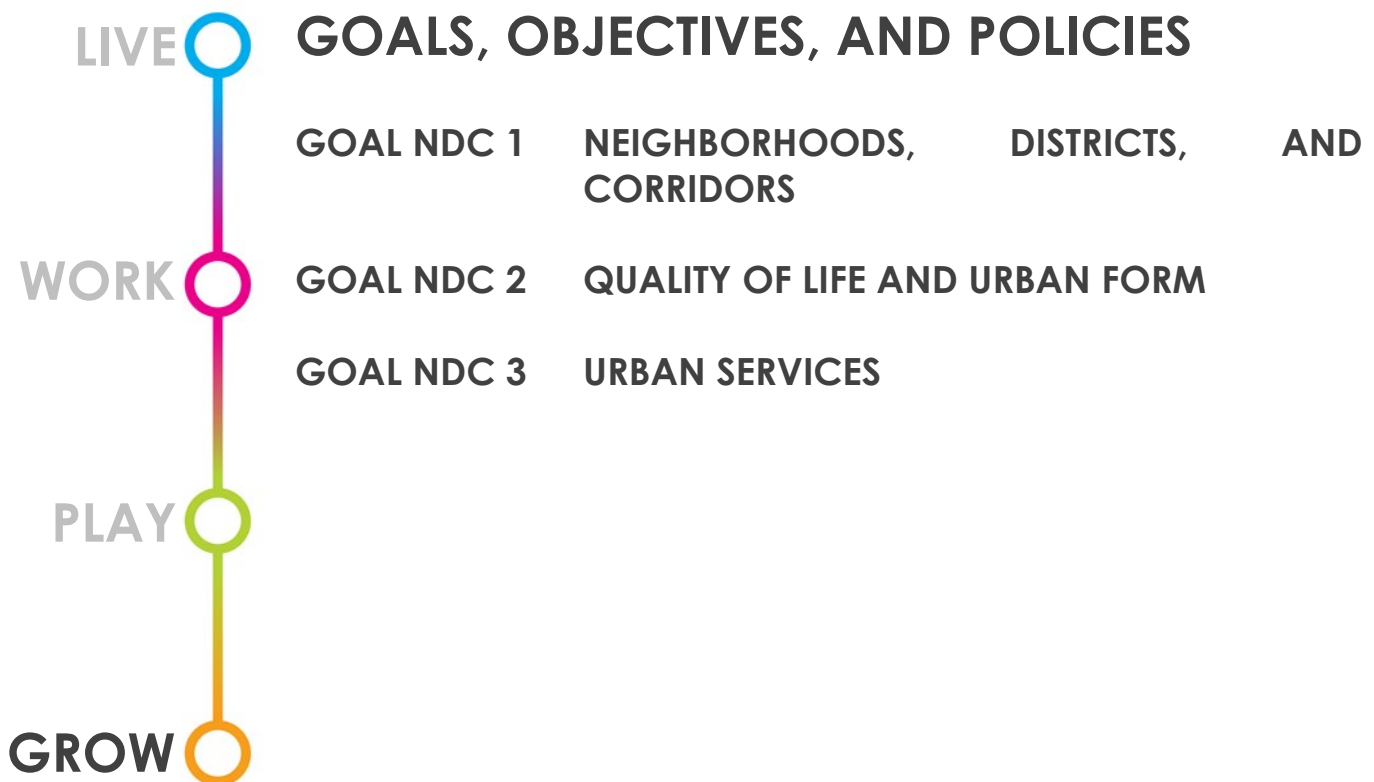 LIVE
GOALS, OBJECTIVES, AND POLICIES
GOAL NDC 1 NEIGHBORHOODS, DISTRICTS, AND
CORRIDORS
WORK
GOAL NDC 2 QUALITY OF LIFE AND URBAN FORM
GOAL NDC 3 URBAN SERVICES
PLAY
GROW